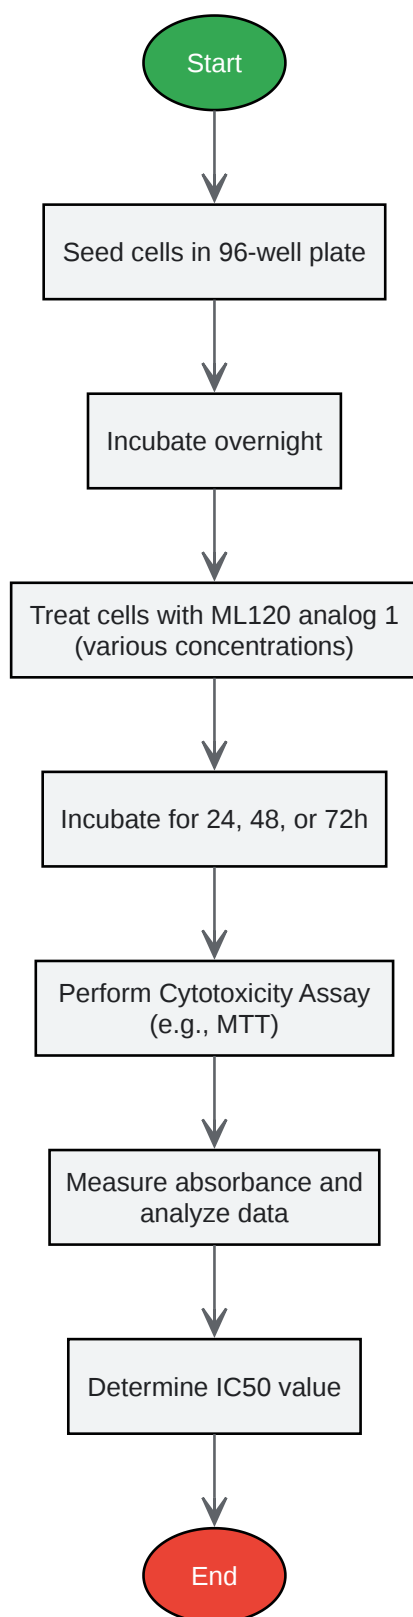 Start
Seed cells in 96-well plate
Incubate overnight
Treat cells with ML120 analog 1
(various concentrations)
Incubate for 24, 48, or 72h
Perform Cytotoxicity Assay
(e.g., MTT)
Measure absorbance and
analyze data
Determine IC50 value
End